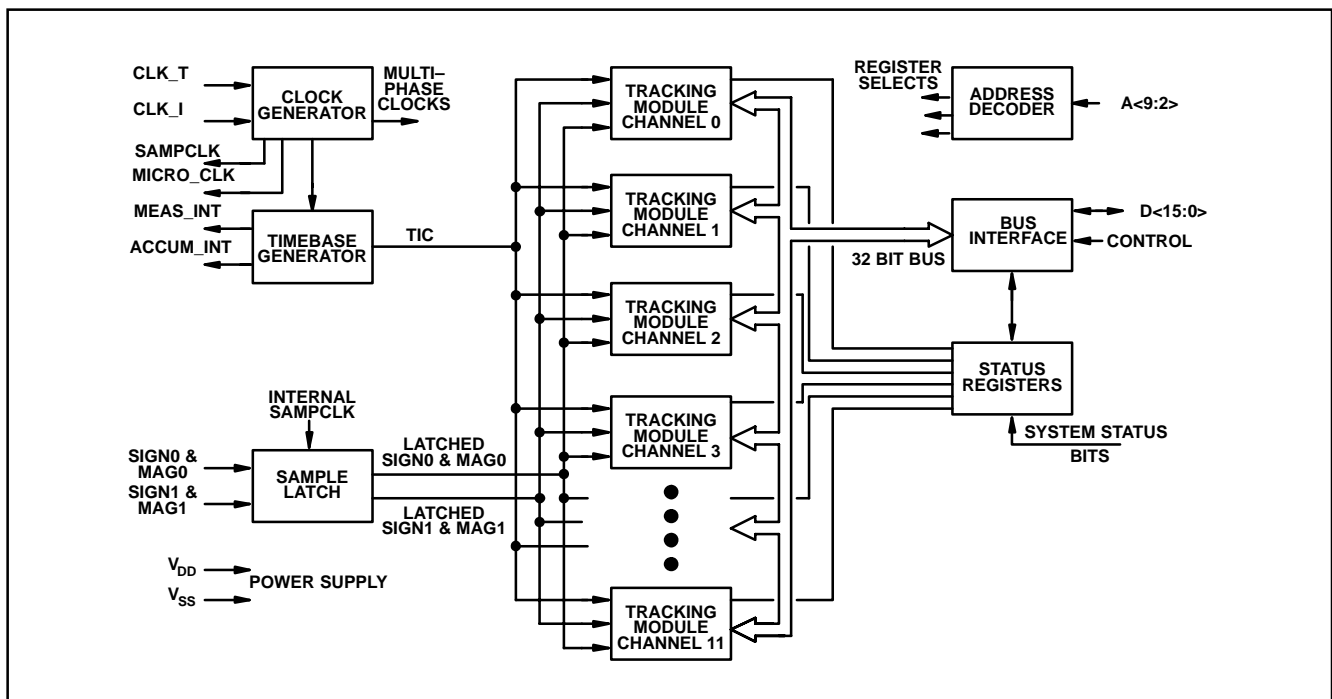 CLK_T
CLK_I
CLOCK
GENERATOR
MULTI–
PHASE
CLOCKS
SAMPCLK
MICRO_CLK
MEAS_INT
ACCUM_INT
TIMEBASE
GENERATOR
TIC
INTERNAL
SAMPCLK
SIGN0 &
MAG0
SIGN1 &
MAG1
SAMPLE
LATCH
LATCHED
SIGN0 & MAG0
LATCHED
SIGN1 & MAG1
VDD
VSS
POWER SUPPLY
TRACKING
MODULE
CHANNEL 0
TRACKING
MODULE
CHANNEL 1
TRACKING
MODULE
CHANNEL 2
TRACKING
MODULE
CHANNEL 3
TRACKING
MODULE
CHANNEL 11
REGISTER
SELECTS
ADDRESS
DECODER
A<9:2>
32 BIT BUS
BUS
INTERFACE
D<15:0>
CONTROL
STATUS
REGISTERS
SYSTEM STATUS
BITS